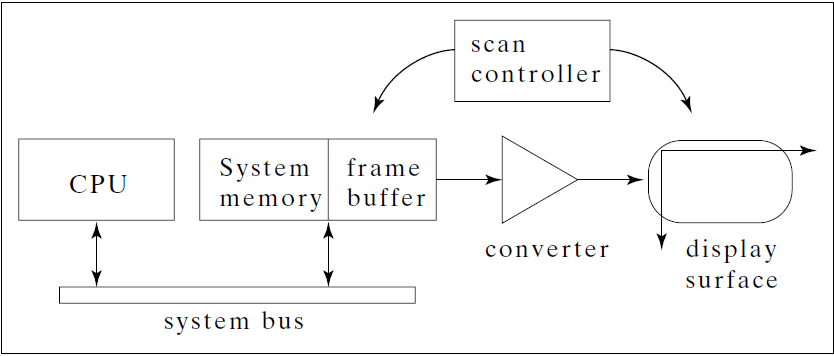 scan
controller
CPU
System
memory
frame
buffer
converter
display
surface
system bus